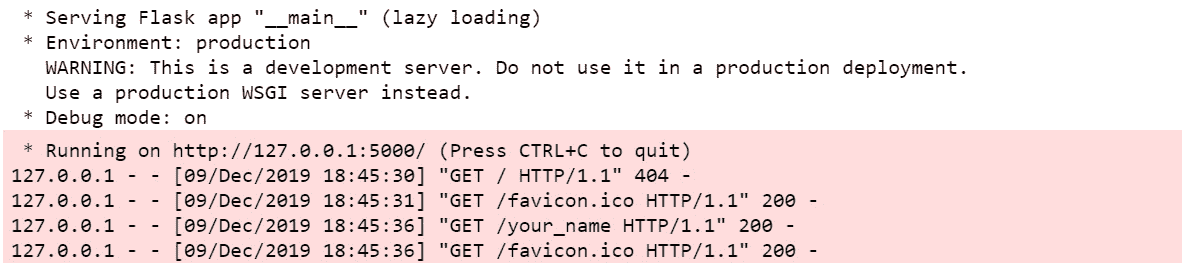 * Serving Flask app "__main__" (lazy loading)
* Environment: production
WARNING: This is a development server. Do not use it in a production deployment.
Use a production WSGI server instead.
* Debug mode: on
* Running on http://127.0.0.1:5000/ (Press CTRL+C to quit)
127.0.0.1 - - [09/Dec/2019 18:45:30] "GET / HTTP/1.1" 404 -
127.0.0.1 - - [09/Dec/2019 18:45:31] "GET /favicon.ico HTTP/1.1" 200 -
127.0.0.1 - - [09/Dec/2019 18:45:36] "GET /your_name HTTP/1.1" 200 -
127.0.0.1 - - [09/Dec/2019 18:45:36] "GET /favicon.ico HTTP/1.1" 200 -